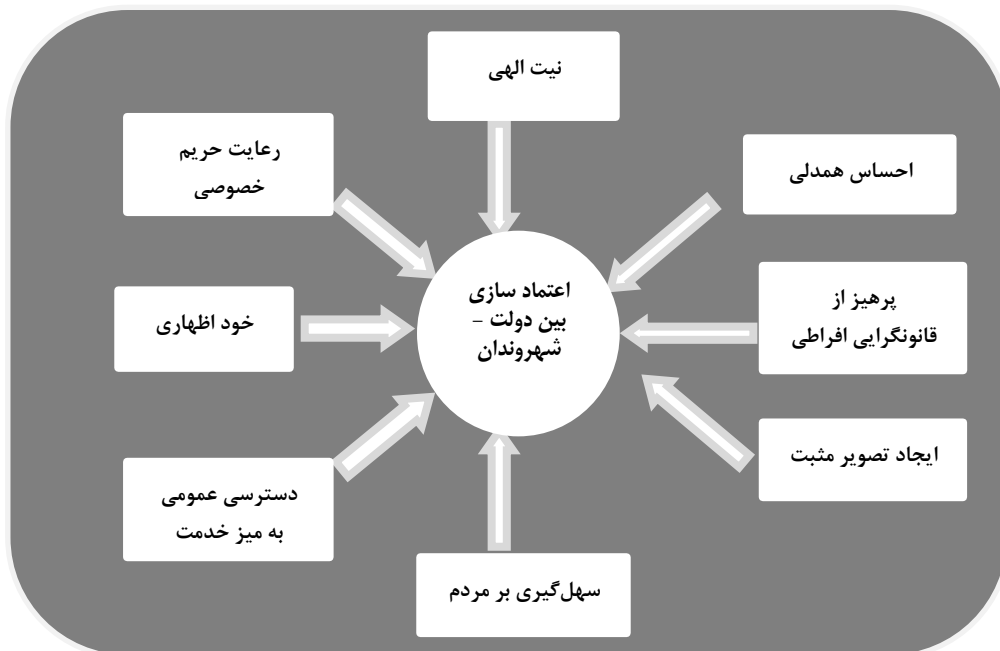 نیت الهی
احساس همدلی
رعایت حریم
خصوصی
پرهیز از
قانونگرایی افراطی
اعتماد سازی
بین دولت –
شهروندان
خود اظهاری
ایجاد تصویر مثبت
دسترسی عمومی
به میز خدمت
سهل‌گیری بر مردم